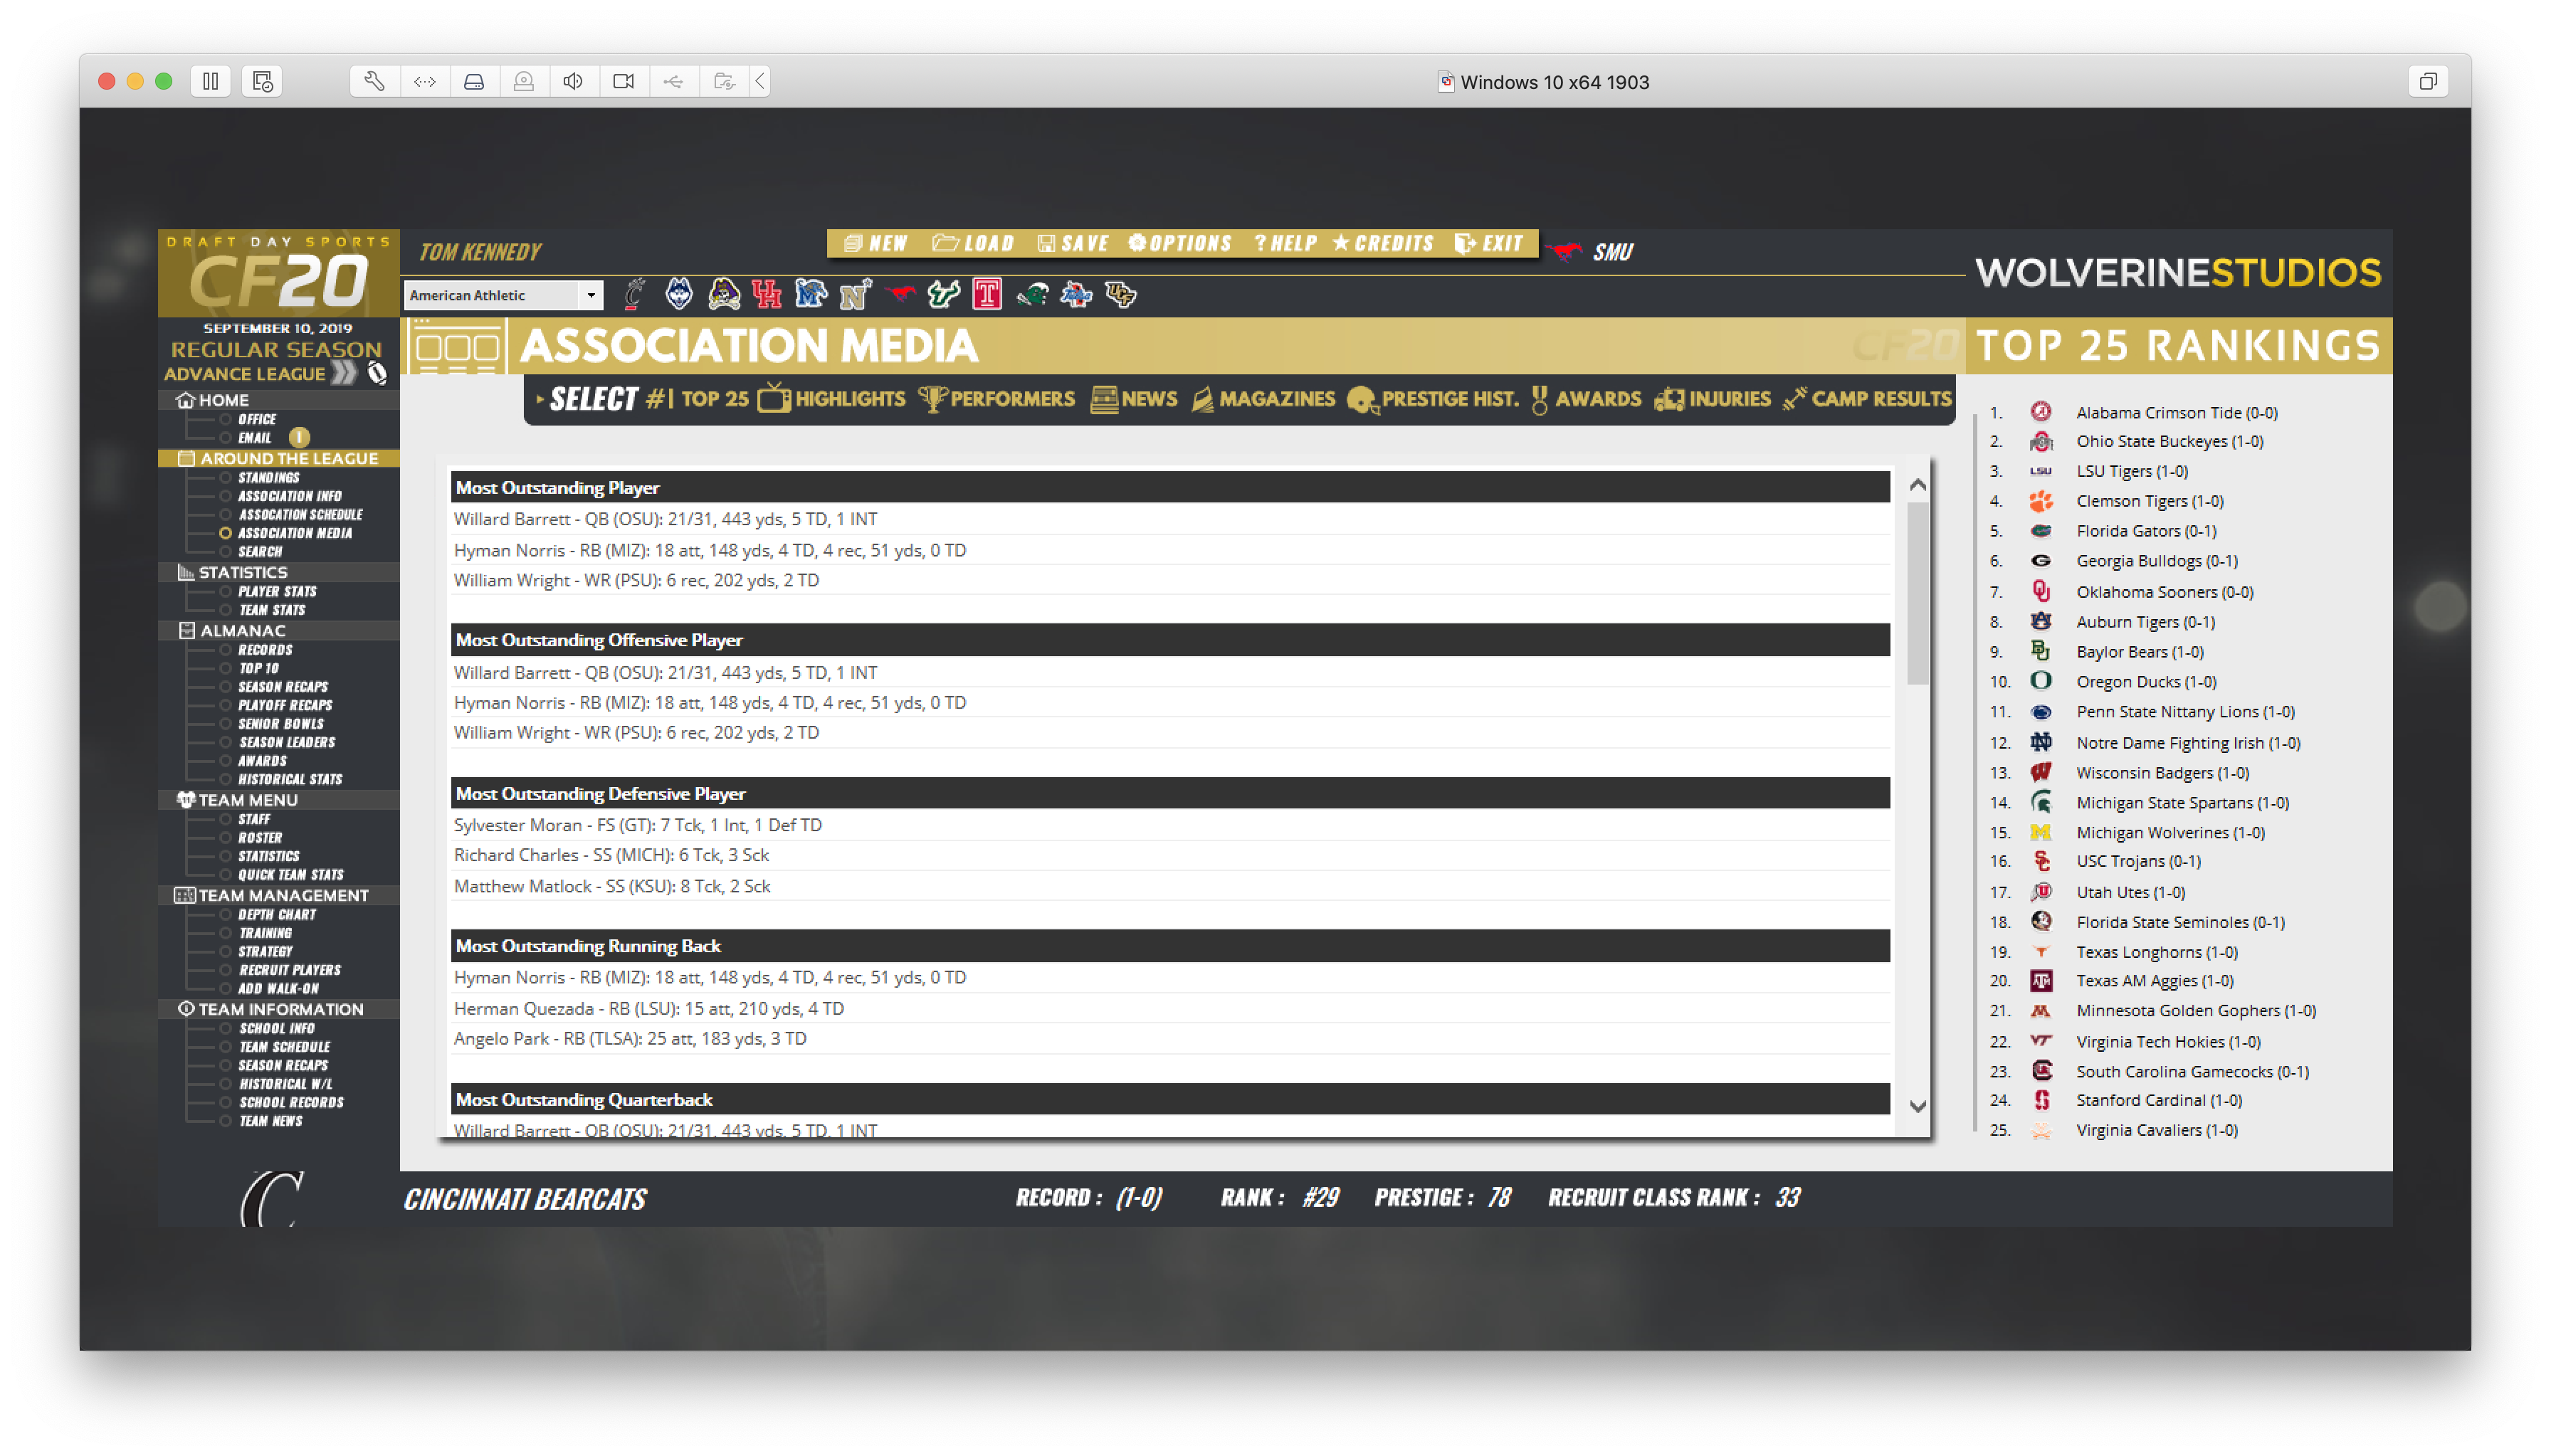 Windows 10 x64 1903
DRAFT DAY SPORTS
CF20
TOM KENNEDY
NEW LOAD SAVE OPTIONS ? HELP CREDITS EXIT
SMU
WOLVERINESTUDIOS
American Athletic
SEPTEMBER 10, 2019
REGULAR SEASON
ADVANCE LEAGUE
HOME
OFFICE
EMAIL 1
AROUND THE LEAGUE
STANDINGS
ASSOCIATION INFO
ASSOCATION SCHEDULE
ASSOCIATION MEDIA
SEARCH
STATISTICS
PLAYER STATS
TEAM STATS
ALMANAC
RECORDS
TOP 10
SEASON RECAPS
PLAYOFF RECAPS
SENIOR BOWLS
SEASON LEADERS
AWARDS
HISTORICAL STATS
TEAM MENU
STAFF
ROSTER
STATISTICS
QUICK TEAM STATS
TEAM MANAGEMENT
DEPTH CHART
TRAINING
STRATEGY
RECRUIT PLAYERS
ADD WALK-ON
TEAM INFORMATION
SCHOOL INFO
TEAM SCHEDULE
SEASON RECAPS
HISTORICAL W/L
SCHOOL RECORDS
TEAM NEWS
ASSOCIATION MEDIA
CF20
SELECT #1 TOP 25 HIGHLIGHTS PERFORMERS NEWS MAGAZINES PRESTIGE HIST. AWARDS INJURIES CAMP RESULTS
Most Outstanding Player
Willard Barrett - QB (OSU): 21/31, 443 yds, 5 TD, 1 INT
Hyman Norris - RB (MIZ): 18 att, 148 yds, 4 TD, 4 rec, 51 yds, 0 TD
William Wright - WR (PSU): 6 rec, 202 yds, 2 TD
Most Outstanding Offensive Player
Willard Barrett - QB (OSU): 21/31, 443 yds, 5 TD, 1 INT
Hyman Norris - RB (MIZ): 18 att, 148 yds, 4 TD, 4 rec, 51 yds, 0 TD
William Wright - WR (PSU): 6 rec, 202 yds, 2 TD
Most Outstanding Defensive Player
Sylvester Moran - FS (GT): 7 Tck, 1 Int, 1 Def TD
Richard Charles - SS (MICH): 6 Tck, 3 Sck
Matthew Matlock - SS (KSU): 8 Tck, 2 Sck
Most Outstanding Running Back
Hyman Norris - RB (MIZ): 18 att, 148 yds, 4 TD, 4 rec, 51 yds, 0 TD
Herman Quezada - RB (LSU): 15 att, 210 yds, 4 TD
Angelo Park - RB (TLSA): 25 att, 183 yds, 3 TD
Most Outstanding Quarterback
Willard Barrett - QB (OSU): 21/31, 443 yds, 5 TD, 1 INT
TOP 25 RANKINGS
1. Alabama Crimson Tide (0-0)
2. Ohio State Buckeyes (1-0)
3. LSU LSU Tigers (1-0)
4. Clemson Tigers (1-0)
5. Florida Gators (0-1)
6. Georgia Bulldogs (0-1)
7. Oklahoma Sooners (0-0)
8. Auburn Tigers (0-1)
9. Baylor Bears (1-0)
10. Oregon Ducks (1-0)
11. Penn State Nittany Lions (1-0)
12. Notre Dame Fighting Irish (1-0)
13. Wisconsin Badgers (1-0)
14. Michigan State Spartans (1-0)
15. Michigan Wolverines (1-0)
16. USC Trojans (0-1)
17. Utah Utes (1-0)
18. Florida State Seminoles (0-1)
19. Texas Longhorns (1-0)
20. Texas AM Aggies (1-0)
21. Minnesota Golden Gophers (1-0)
22. Virginia Tech Hokies (1-0)
23. South Carolina Gamecocks (0-1)
24. Stanford Cardinal (1-0)
25. Virginia Cavaliers (1-0)
CINCINNATI BEARCATS RECORD : (1-0) RANK : #29 PRESTIGE : 78 RECRUIT CLASS RANK : 33